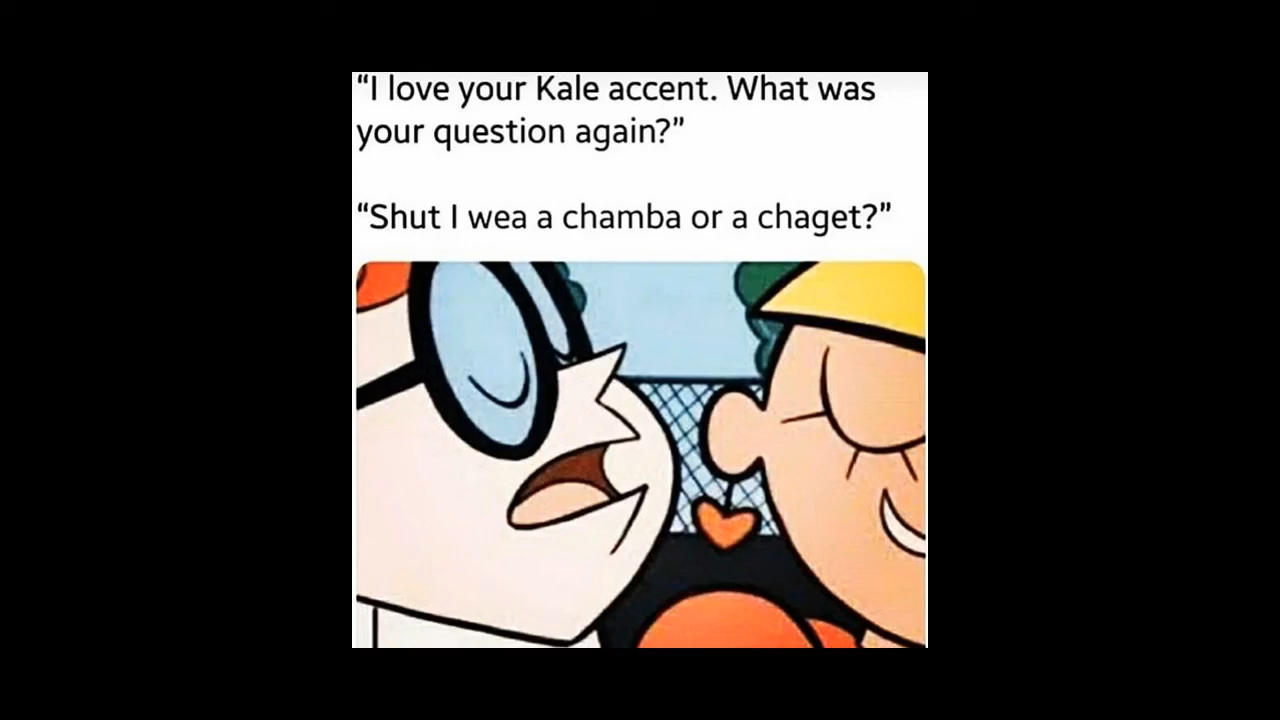 “I love your Kale accent. What was
your question again?”
“Shut I wea a chamba or a chaget?”